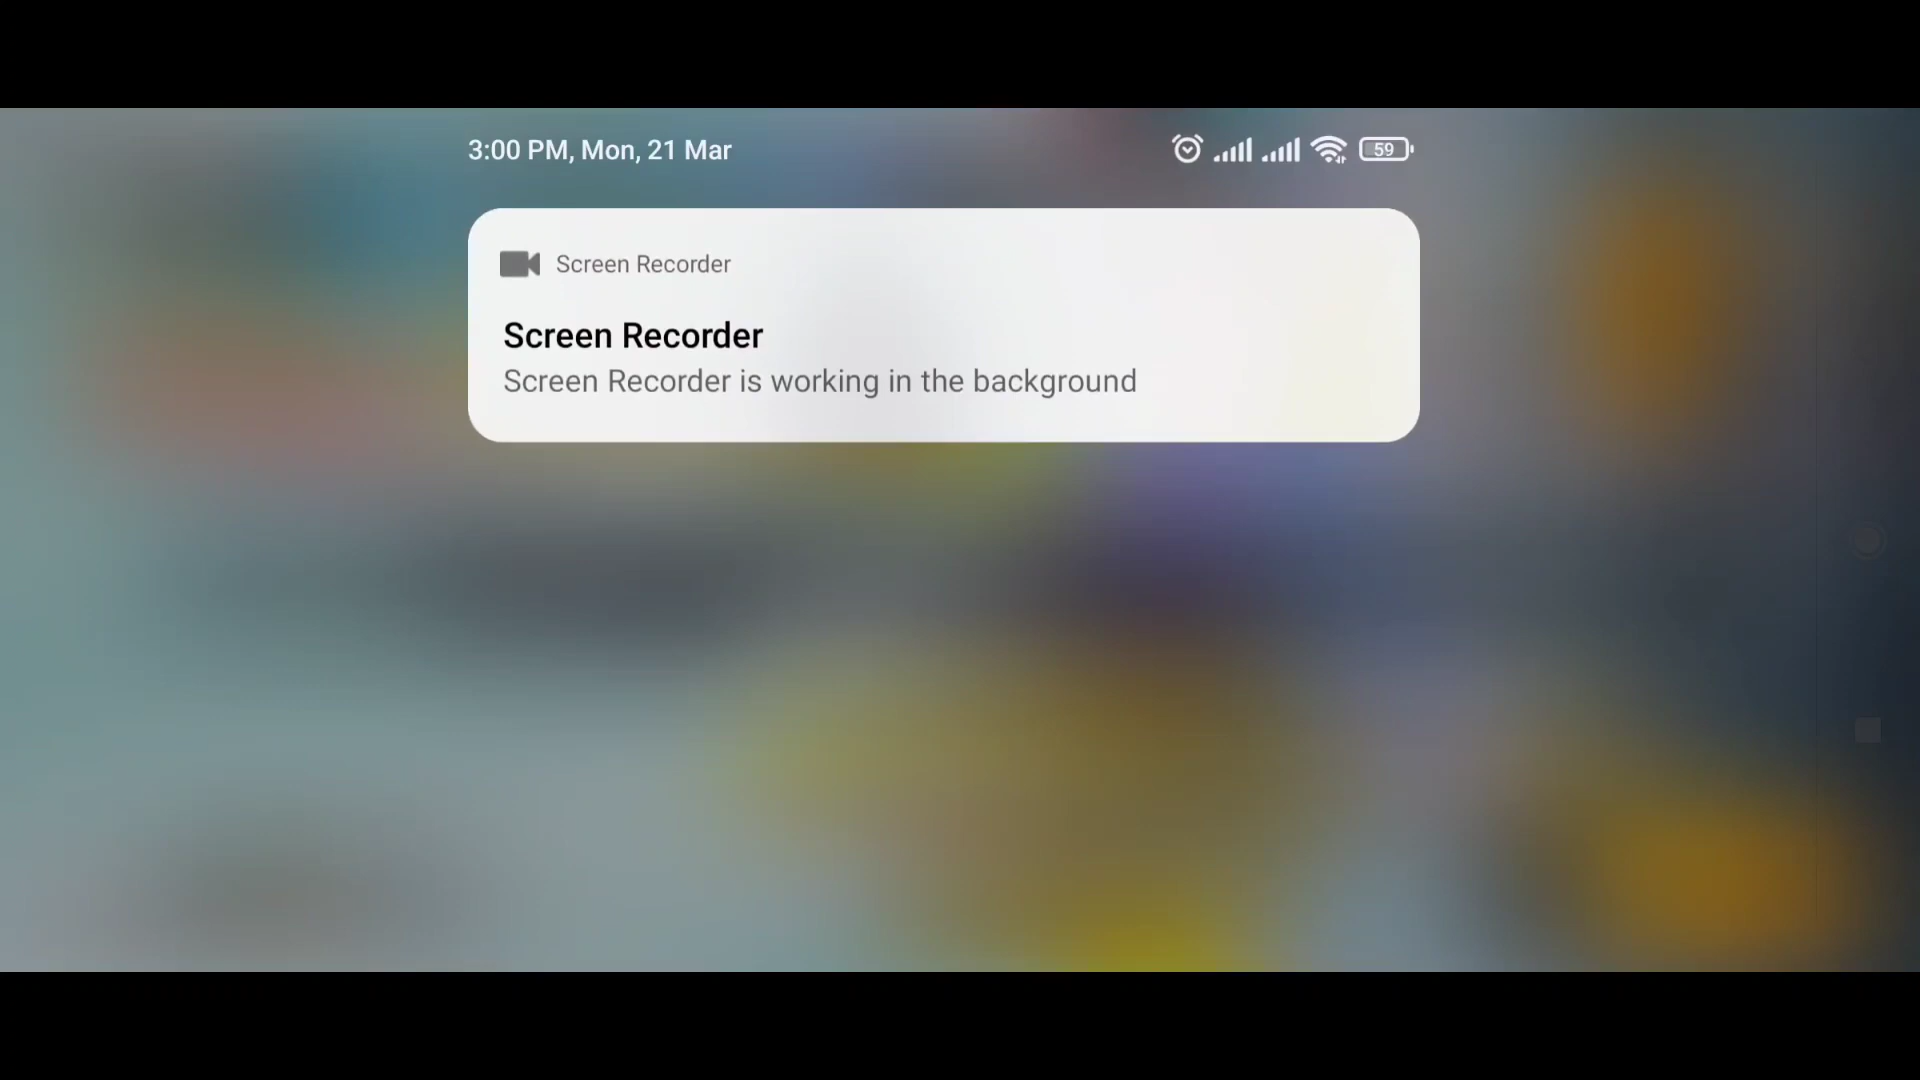 3:00 PM, Mon, 21 Mar
59
Screen Recorder
Screen Recorder
Screen Recorder is working in the background